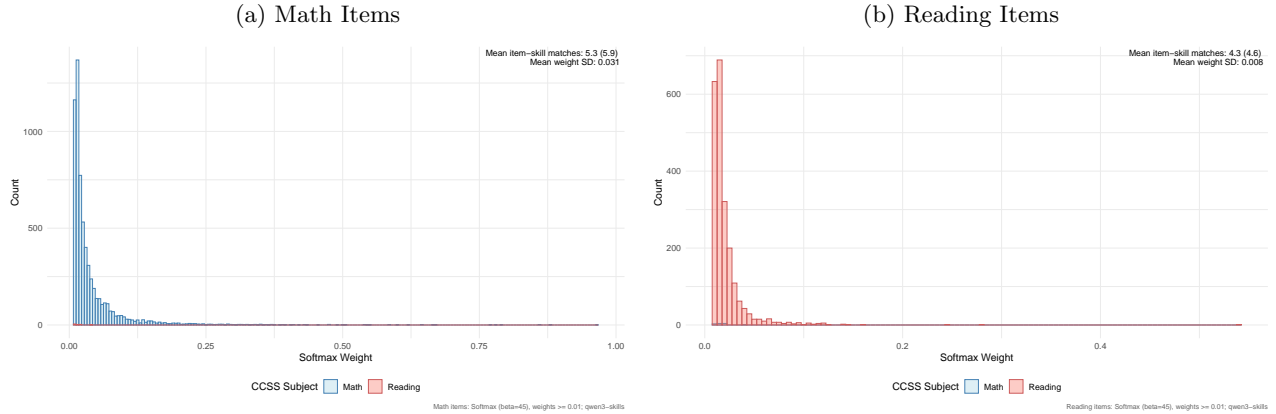 (a) Math Items
Mean item−skill matches: 5.3 (5.9)
Mean weight SD: 0.031
Count
1000
500
0
0.00 0.25 0.50 0.75 1.00
Softmax Weight
CCSS Subject Math Reading
Math items: Softmax (beta=45), weights >= 0.01; qwen3−skills
(b) Reading Items
Mean item−skill matches: 4.3 (4.6)
Mean weight SD: 0.008
Count
600
400
200
0
0.0 0.2 0.4
Softmax Weight
CCSS Subject Math Reading
Reading items: Softmax (beta=45), weights >= 0.01; qwen3−skills